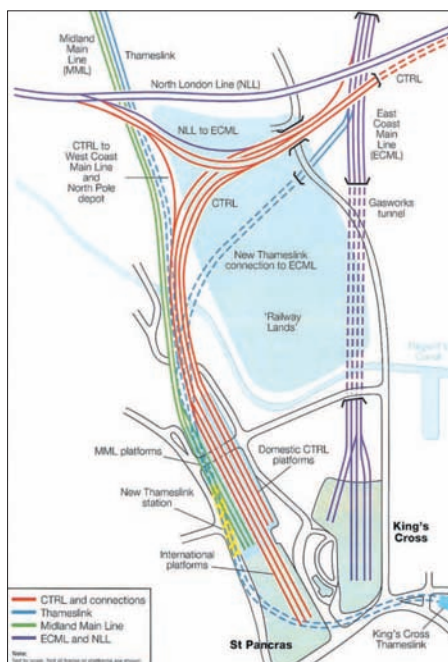 Midland
Main
Line
(MML)
Thameslink
North London Line (NLL)
CTRL
NLL to ECML
East
Coast
Main
Line
(ECML)
CTRL to
West Coast
Main Line
and
North Pole
depot
CTRL
Gasworks
tunnel
New Thameslink
connection to ECML
'Railway
Lands'
Regent's
Canal
MML platforms
Domestic CTRL
platforms
New Thameslink
station
International
platforms
King's
Cross
CTRL and connections
Thameslink
Midland Main Line
ECML and NLL
Note:
St Pancras
King's Cross
Thameslink